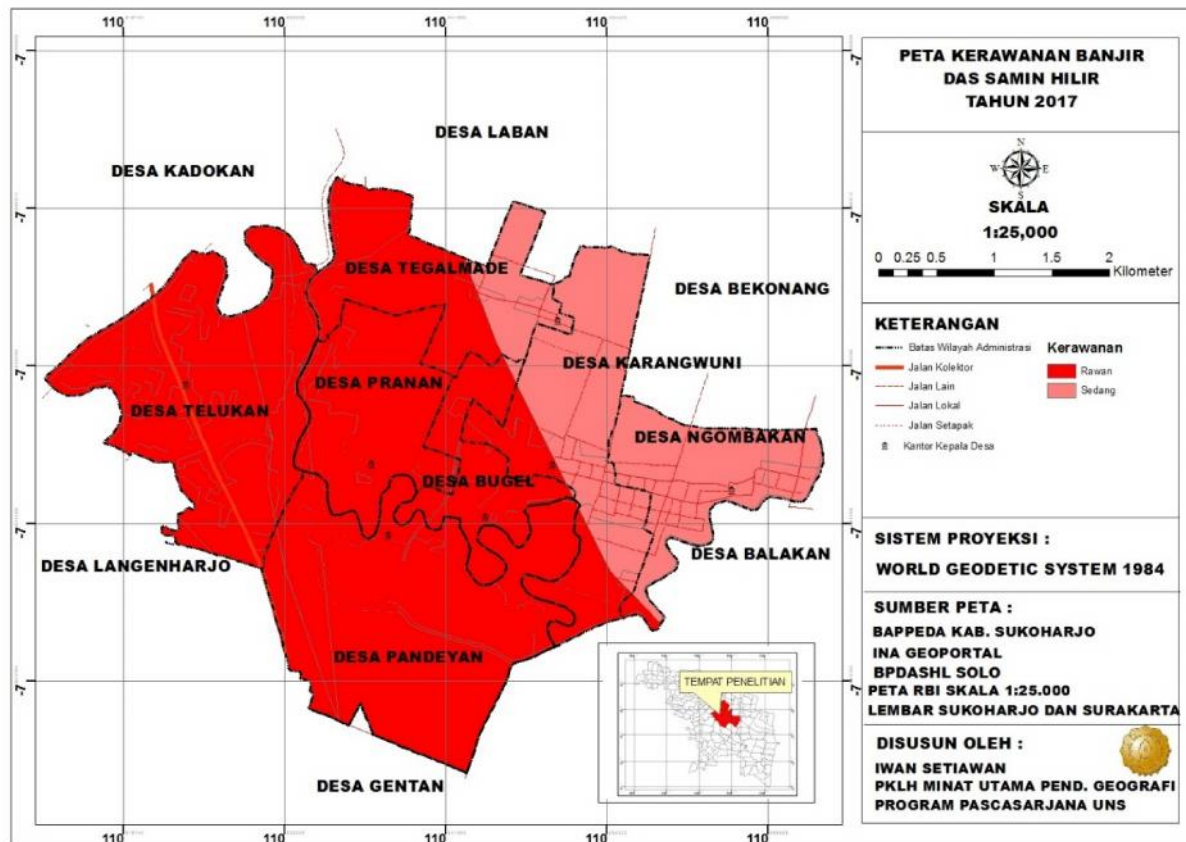 110 110 110 110 110
-7
-7
-7
-7
-7
-7
-7
-7
-7
-7
DESA LABAN
DESA KADOKAN
DESA TEGALMADE
DESA BEKONANG
DESA KARANGWUNI
DESA PRANAN
DESA TELUKAN
DESA NGOMBAKAN
DESA BUGEL
DESA BALAKAN
DESA LANGENHARJO
DESA PANDEYAN
DESA GENTAN
TEMPAT PENELITIAN
110 110 110 110 110
PETA KERAWANAN BANJIR
DAS SAMIN HILIR
TAHUN 2017
N
W E
S
SKALA
1:25,000
0 0.25 0.5 1 1.5 2
Kilometer
KETERANGAN
Batas Wilayah Administrasi
Jalan Kolektor
Jalan Lain
Jalan Lokal
Jalan Setapak
Kantor Kepala Desa
Kerawanan
Rawan
Sedang
SISTEM PROYEKSI :
WORLD GEODETIC SYSTEM 1984
SUMBER PETA :
BAPPEDA KAB. SUKOHARJO
INA GEOPORTAL
BPDASHL SOLO
PETA RBI SKALA 1:25.000
LEMBAR SUKOHARJO DAN SURAKARTA
DISUSUN OLEH :
IWAN SETIAWAN
PKLH MINAT UTAMA PEND. GEOGRAFI
PROGRAM PASCASARJANA UNS